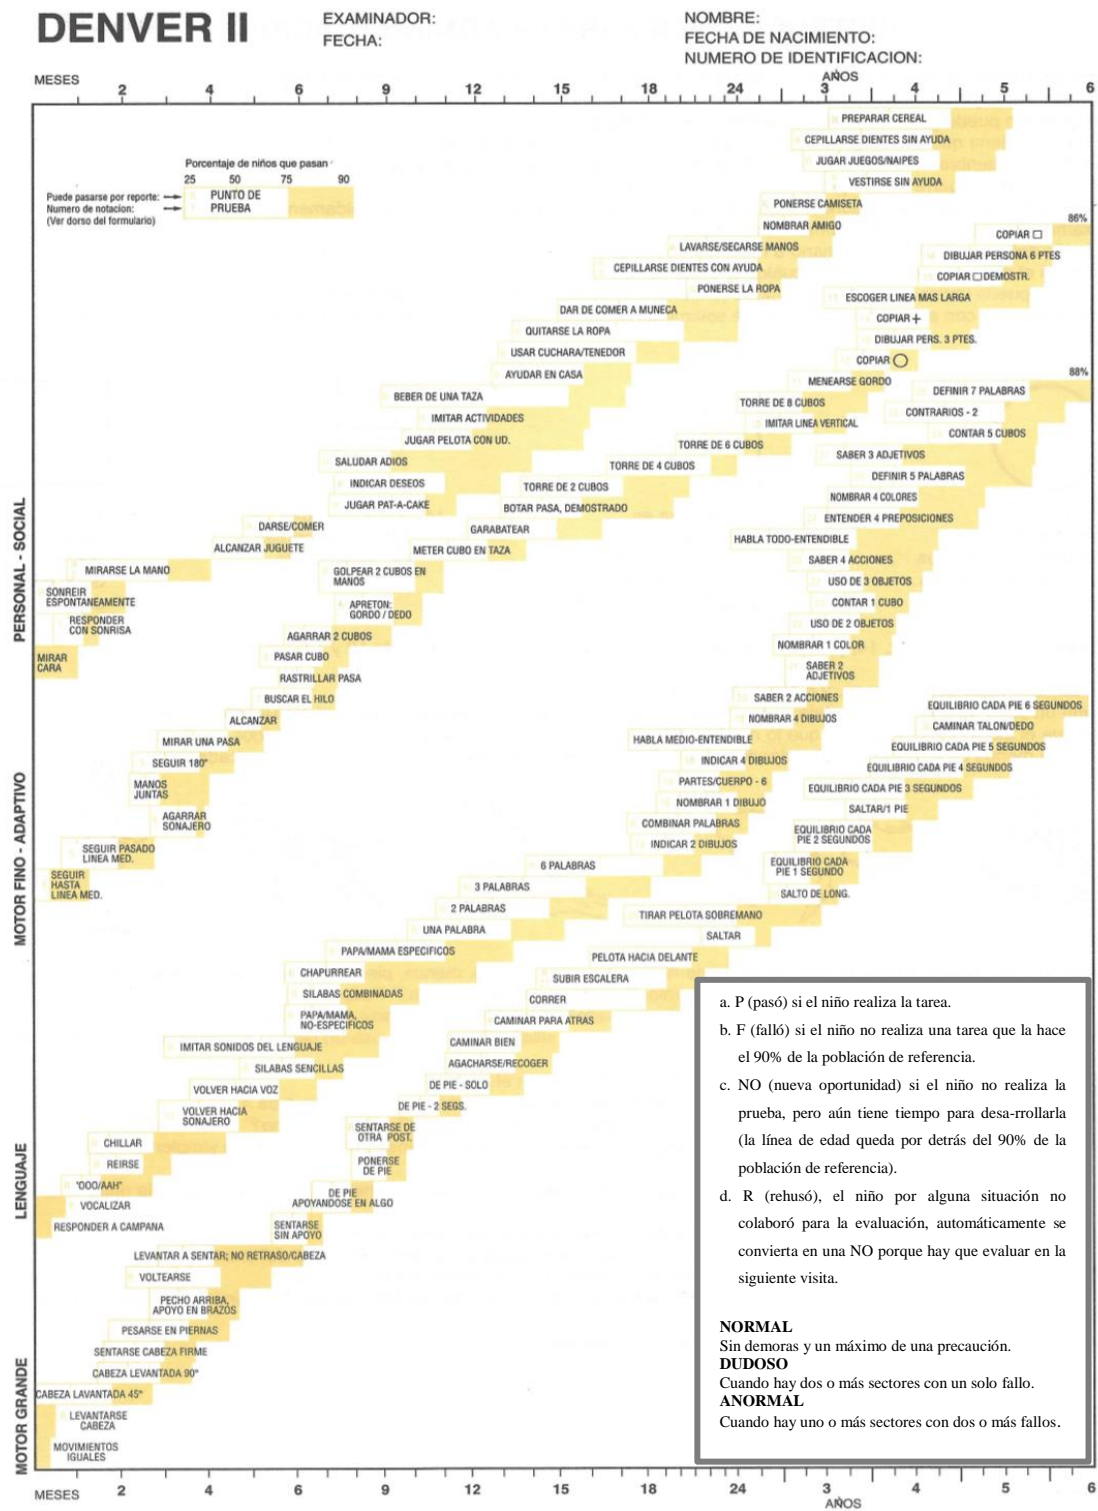 DENVER II
EXAMINADOR:
FECHA:
NOMBRE:
FECHA DE NACIMIENTO:
NUMERO DE IDENTIFICACION:
MESES
AÑOS
2 4 6 9 12 15 18 24 3 4 5 6
PREPARAR CEREAL
CEPILLARSE DIENTES SIN AYUDA
JUGAR JUEGOS/NAIPES
Porcentaje de niños que pasan
25 50 75 90
Puede pasarse por reporte:
Numero de notacion:
(Ver dorso del formulario)
PUNTO DE
PRUEBA
VESTIRSE SIN AYUDA
PONERSE CAMISETA
NOMBRAR AMIGO
86%
COPIAR □
LAVARSE/SECARSE MANOS
DIBUJAR PERSONA 6 PTES
CEPILLARSE DIENTES CON AYUDA
COPIAR □ DEMOSTR.
PONERSE LA ROPA
ESCOGER LINEA MAS LARGA
DAR DE COMER A MUNECA
COPIAR +
QUITARSE LA ROPA
DIBUJAR PERS. 3 PTES.
USAR CUCHARA/TENEDOR
COPIAR ○
AYUDAR EN CASA
MENEARSE GORDO
88%
BEBER DE UNA TAZA
DEFINIR 7 PALABRAS
TORRE DE 8 CUBOS
IMITAR ACTIVIDADES
CONTRARIOS - 2
IMITAR LINEA VERTICAL
JUGAR PELOTA CON UD.
CONTAR 5 CUBOS
TORRE DE 6 CUBOS
SALUDAR ADIOS
SABER 3 ADJETIVOS
TORRE DE 4 CUBOS
INDICAR DESEOS
TORRE DE 2 CUBOS
DEFINIR 5 PALABRAS
JUGAR PAT-A-CAKE
BOTAR PASA, DEMOSTRADO
NOMBRAR 4 COLORES
DARSE/COMER
GARABATEAR
ENTENDER 4 PREPOSICIONES
ALCANZAR JUGUETE
METER CUBO EN TAZA
HABLA TODO-ENTENDIBLE
MIRARSE LA MANO
GOLPEAR 2 CUBOS EN
MANOS
SABER 4 ACCIONES
SONREIR
ESPONTANEAMENTE
APRETON:
GORDO / DEDO
USO DE 3 OBJETOS
CONTAR 1 CUBO
RESPONDER
CON SONRISA
AGARRAR 2 CUBOS
USO DE 2 OBJETOS
MIRAR
CARA
PASAR CUBO
NOMBRAR 1 COLOR
RASTRILLAR PASA
SABER 2
ADJETIVOS
BUSCAR EL HILO
SABER 2 ACCIONES
EQUILIBRIO CADA PIE 6 SEGUNDOS
ALCANZAR
NOMBRAR 4 DIBUJOS
CAMINAR TALON/DEDO
MIRAR UNA PASA
HABLA MEDIO-ENTENDIBLE
EQUILIBRIO CADA PIE 5 SEGUNDOS
SEGUIR 180°
INDICAR 4 DIBUJOS
EQUILIBRIO CADA PIE 4 SEGUNDOS
MANOS
JUNTAS
PARTES/CUERPO - 6
EQUILIBRIO CADA PIE 3 SEGUNDOS
NOMBRAR 1 DIBUJO
SALTAR/1 PIE
AGARRAR
SONAJERO
COMBINAR PALABRAS
EQUILIBRIO CADA
PIE 2 SEGUNDOS
SEGUIR PASADO
LINEA MED.
INDICAR 2 DIBUJOS
6 PALABRAS
EQUILIBRIO CADA
PIE 1 SEGUNDO
SEGUIR
HASTA
LINEA MED.
3 PALABRAS
SALTO DE LONG.
2 PALABRAS
TIRAR PELOTA SOBREMANO
UNA PALABRA
SALTAR
PAPA/MAMA ESPECIFICOS
PELOTA HACIA DELANTE
CHAPURREAR
SUBIR ESCALERA
SILABAS COMBINADAS
CORRER
PAPA/MAMA,
NO-ESPECIFICOS
CAMINAR PARA ATRAS
IMITAR SONIDOS DEL LENGUAJE
CAMINAR BIEN
SILABAS SENCILLAS
AGACHARSE/RECOGER
VOLVER HACIA VOZ
DE PIE - SOLO
VOLVER HACIA
SONAJERO
DE PIE - 2 SEGS.
CHILLAR
SENTARSE DE
OTRA POST.
REIRSE
PONERSE
DE PIE
"OOO/AAH"
DE PIE
APOYANDOSE EN ALGO
VOCALIZAR
RESPONDER A CAMPANA
SENTARSE
SIN APOYO
LEVANTAR A SENTAR; NO RETRASO/CABEZA
VOLTEARSE
PECHO ARRIBA,
APOYO EN BRAZOS
PESARSE EN PIERNAS
SENTARSE CABEZA FIRME
CABEZA LEVANTADA 90°
CABEZA LAVANTADA 45°
LEVANTARSE
CABEZA
MOVIMIENTOS
IGUALES
PERSONAL - SOCIAL
MOTOR FINO - ADAPTIVO
LENGUAJE
MOTOR GRANDE
a. P (pasó) si el niño realiza la tarea.
b. F (falló) si el niño no realiza una tarea que la hace
el 90% de la población de referencia.
c. NO (nueva oportunidad) si el niño no realiza la
prueba, pero aún tiene tiempo para desa-rrollarla
(la línea de edad queda por detrás del 90% de la
población de referencia).
d. R (rehusó), el niño por alguna situación no
colaboró para la evaluación, automáticamente se
convierta en una NO porque hay que evaluar en la
siguiente visita.
NORMAL
Sin demoras y un máximo de una precaución.
DUDOSO
Cuando hay dos o más sectores con un solo fallo.
ANORMAL
Cuando hay uno o más sectores con dos o más fallos.
MESES
2 4 6 9 12 15 18 24 3 4 5 6
AÑOS